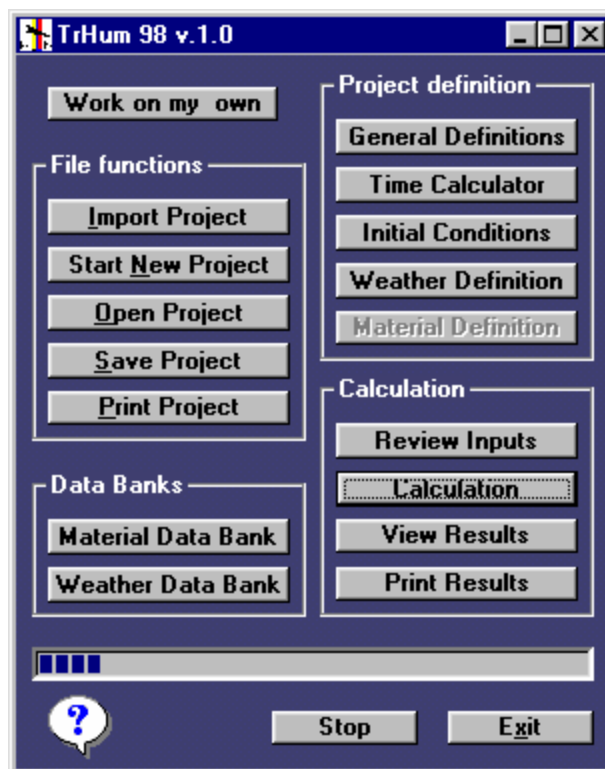 TrHum 98 v.1.0
Work on my own
File functions
Import Project
Start New Project
Open Project
Save Project
Print Project
Data Banks
Material Data Bank
Weather Data Bank
Project definition
General Definitions
Time Calculator
Initial Conditions
Weather Definition
Material Definition
Calculation
Review Inputs
Calculation
View Results
Print Results
?
Stop
Exit